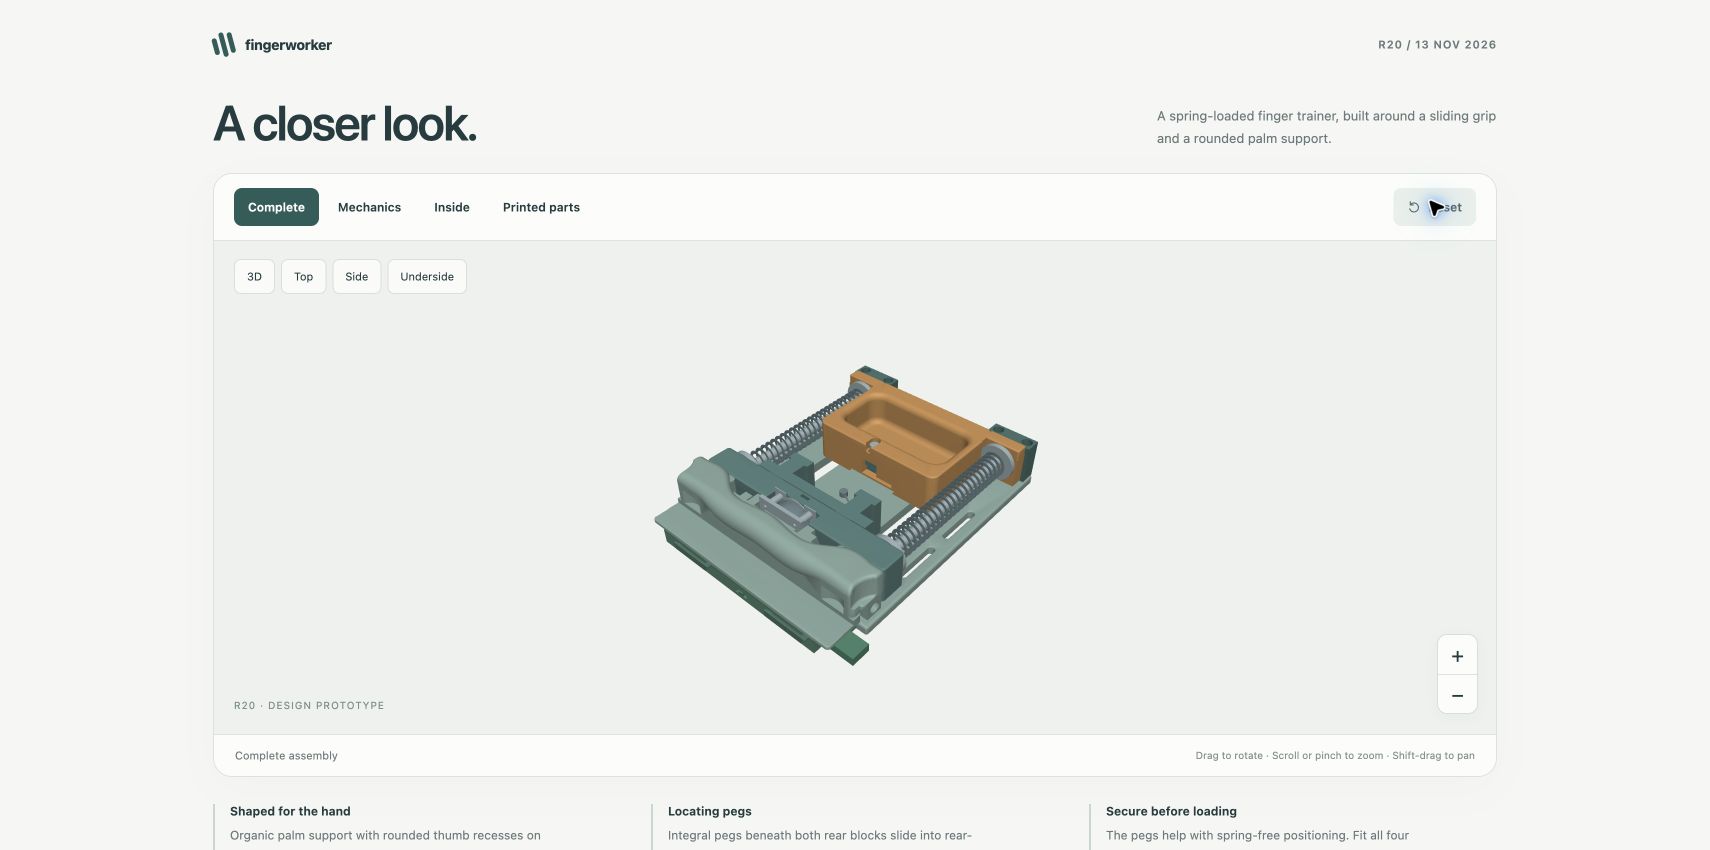 fingerworker
R20 / 13 NOV 2026
A closer look.
A spring-loaded finger trainer, built around a sliding grip
and a rounded palm support.
Complete
Mechanics
Inside
Printed parts
3D
Top
Side
Underside
+
−
R20 · DESIGN PROTOTYPE
Complete assembly
Drag to rotate · Scroll or pinch to zoom · Shift-drag to pan
Shaped for the hand
Organic palm support with rounded thumb recesses on
Locating pegs
Integral pegs beneath both rear blocks slide into rear-
Secure before loading
The pegs help with spring-free positioning. Fit all four